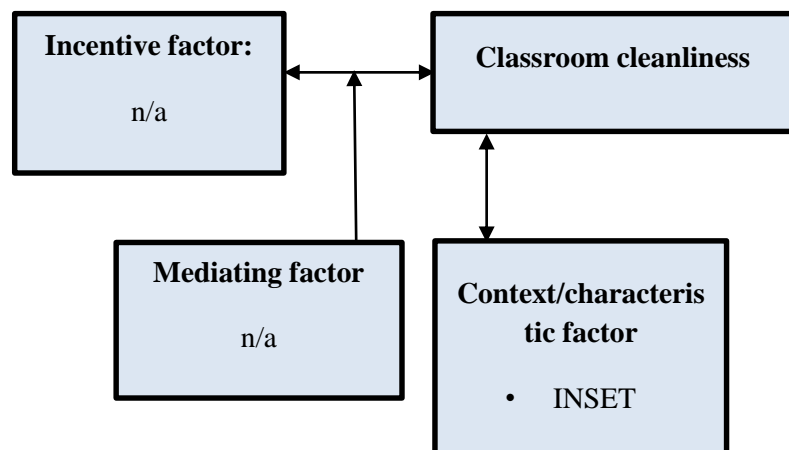 Incentive factor:
n/a
Classroom cleanliness
Mediating factor
n/a
Context/characteris
tic factor
• INSET